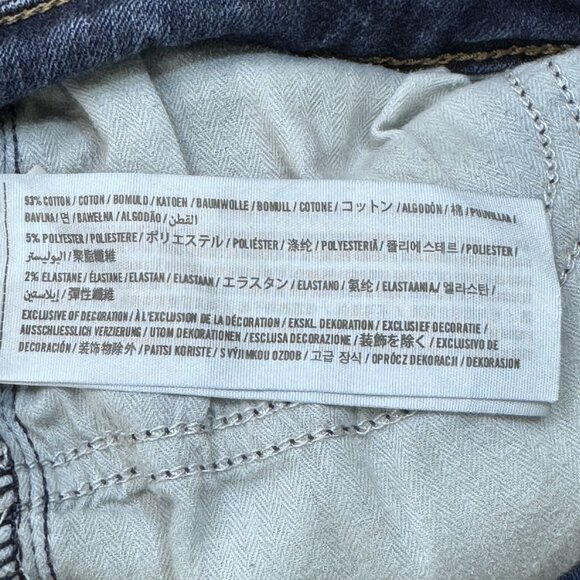 93% COTTON / COTON / BOMULD / KATOEN / BAUMWOLLE / BOMULL / COTONE / コットン / ALGODÓN / 棉 / PUUVILLAA /
BAVLNA / 면 / BAWEŁNA / ALGODÃO / القطن /
5% POLYESTER / POLIESTERE / ポリエステル / POLIÉSTER / 涤纶 / POLYESTERIÄ / 폴리에스테르 / POLIESTER /
البوليستر / 聚酯纖維
2% ELASTANE / ÉLASTANE / ELASTAN / ELASTAAN / エラスタン / ELASTANO / 氨纶 / ELASTAANIA / 엘라스탄 /
إيلاستين / 彈性纖維
EXCLUSIVE OF DECORATION / À L'EXCLUSION DE LA DÉCORATION / EKSKL. DEKORATION / EXCLUSIEF DECORATIE /
AUSSCHLIESSLICH VERZIERUNG / UTOM DEKORATIONEN / ESCLUSA DECORAZIONE / 装飾を除く / EXCLUSIVO DE
DECORACIÓN / 装饰物除外 / PAITSI KORISTE / S VÝJIMKOU OZDOB / 고급 장식 / OPRÓCZ DEKORACJI / DEKORASION